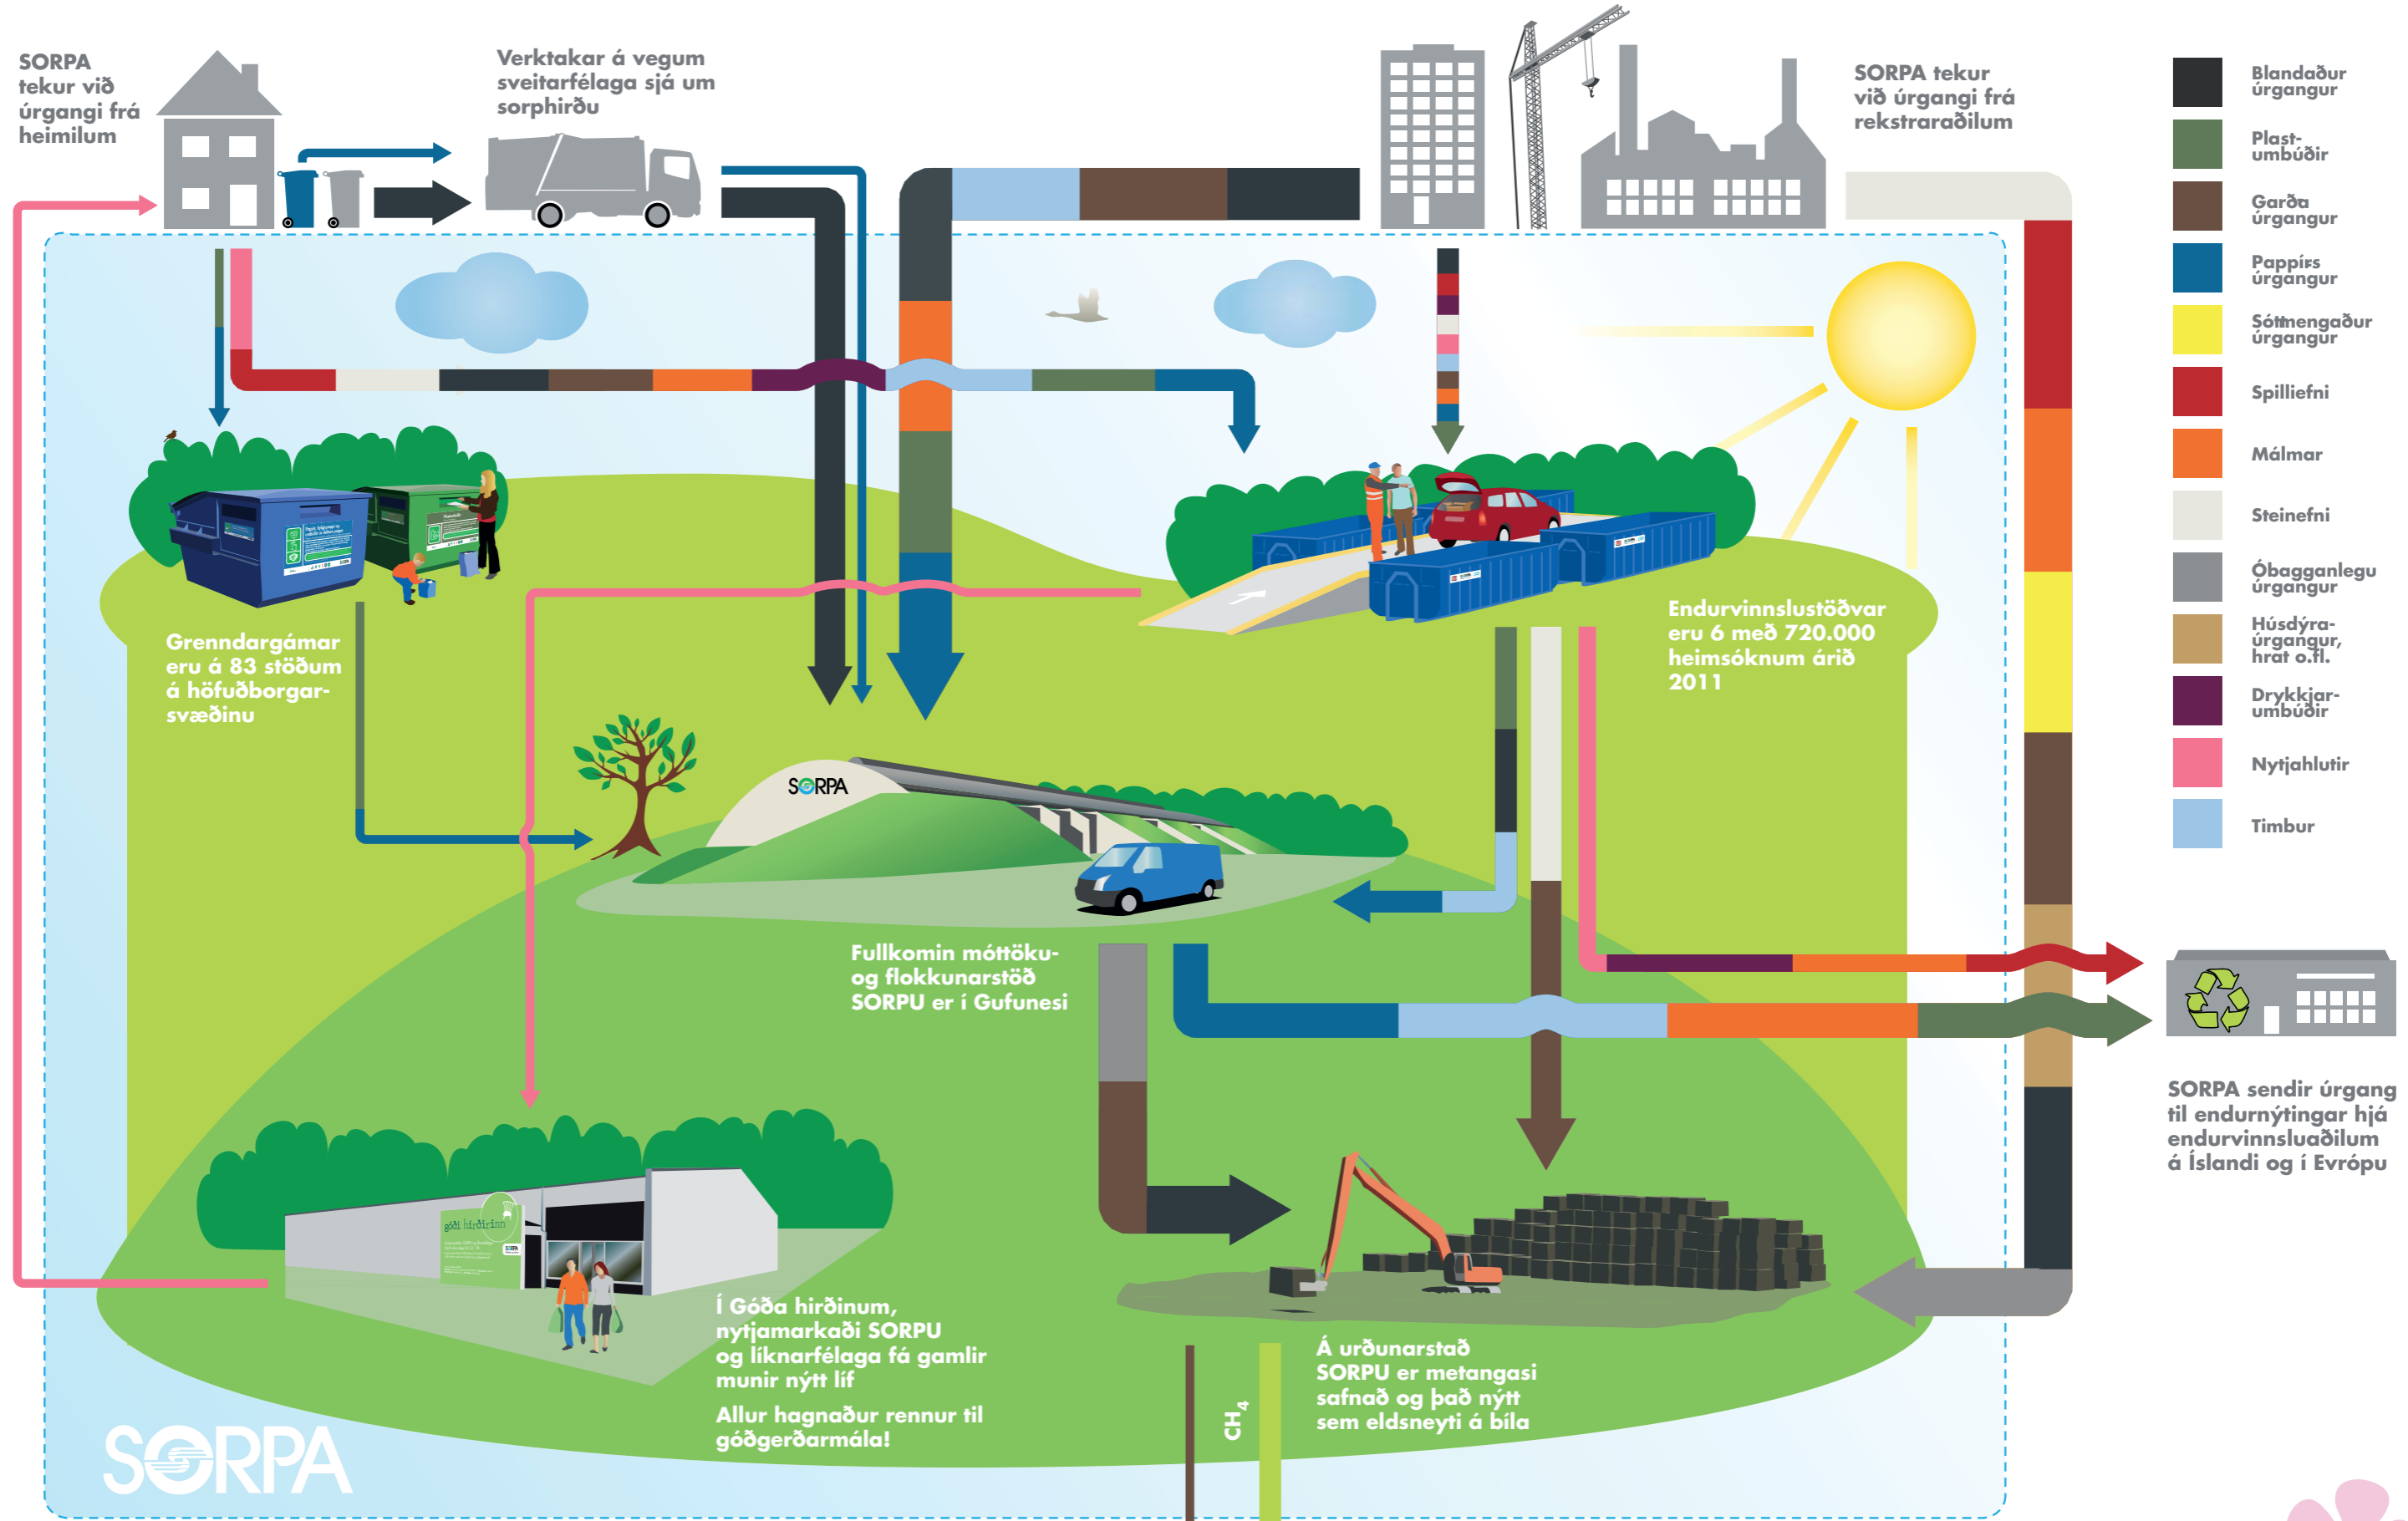 SORPA
tekur við
úrgangi frá
heimilum
Verktakar á vegum
sveitarfélaga sjá um
sorphirðu
SORPA tekur
við úrgangi frá
rekstraraðilum
Blandaður
úrgangur
Plast-
umbúðir
Garða
úrgangur
Pappírs
úrgangur
Sóttmengaður
úrgangur
Spilliefni
Málmar
Steinefni
Óbagganlegu
úrgangur
Húsdýra-
úrgangur,
hrat o.fl.
Drykkjar-
umbúðir
Nytjahlutir
Timbur
Grenndargámar
eru á 83 stöðum
á höfuðborgar-
svæðinu
Endurvinnslustöðvar
eru 6 með 720.000
heimsóknum árið
2011
SORPA
Fullkomin móttöku-
og flokkunarstöð
SORPU er í Gufunesi
SORPA sendir úrgang
til endurnýtingar hjá
endurvinnsluaðilum
á Íslandi og í Evrópu
góði hirðirinn
SORPA
Í Góða hirðinum,
nytjamarkaði SORPU
og líknarfélaga fá gamlir
munir nýtt líf
Allur hagnaður rennur til
góðgerðarmála!
CH4
Á urðunarstað
SORPU er metangasi
safnað og það nýtt
sem eldsneyti á bíla
SORPA